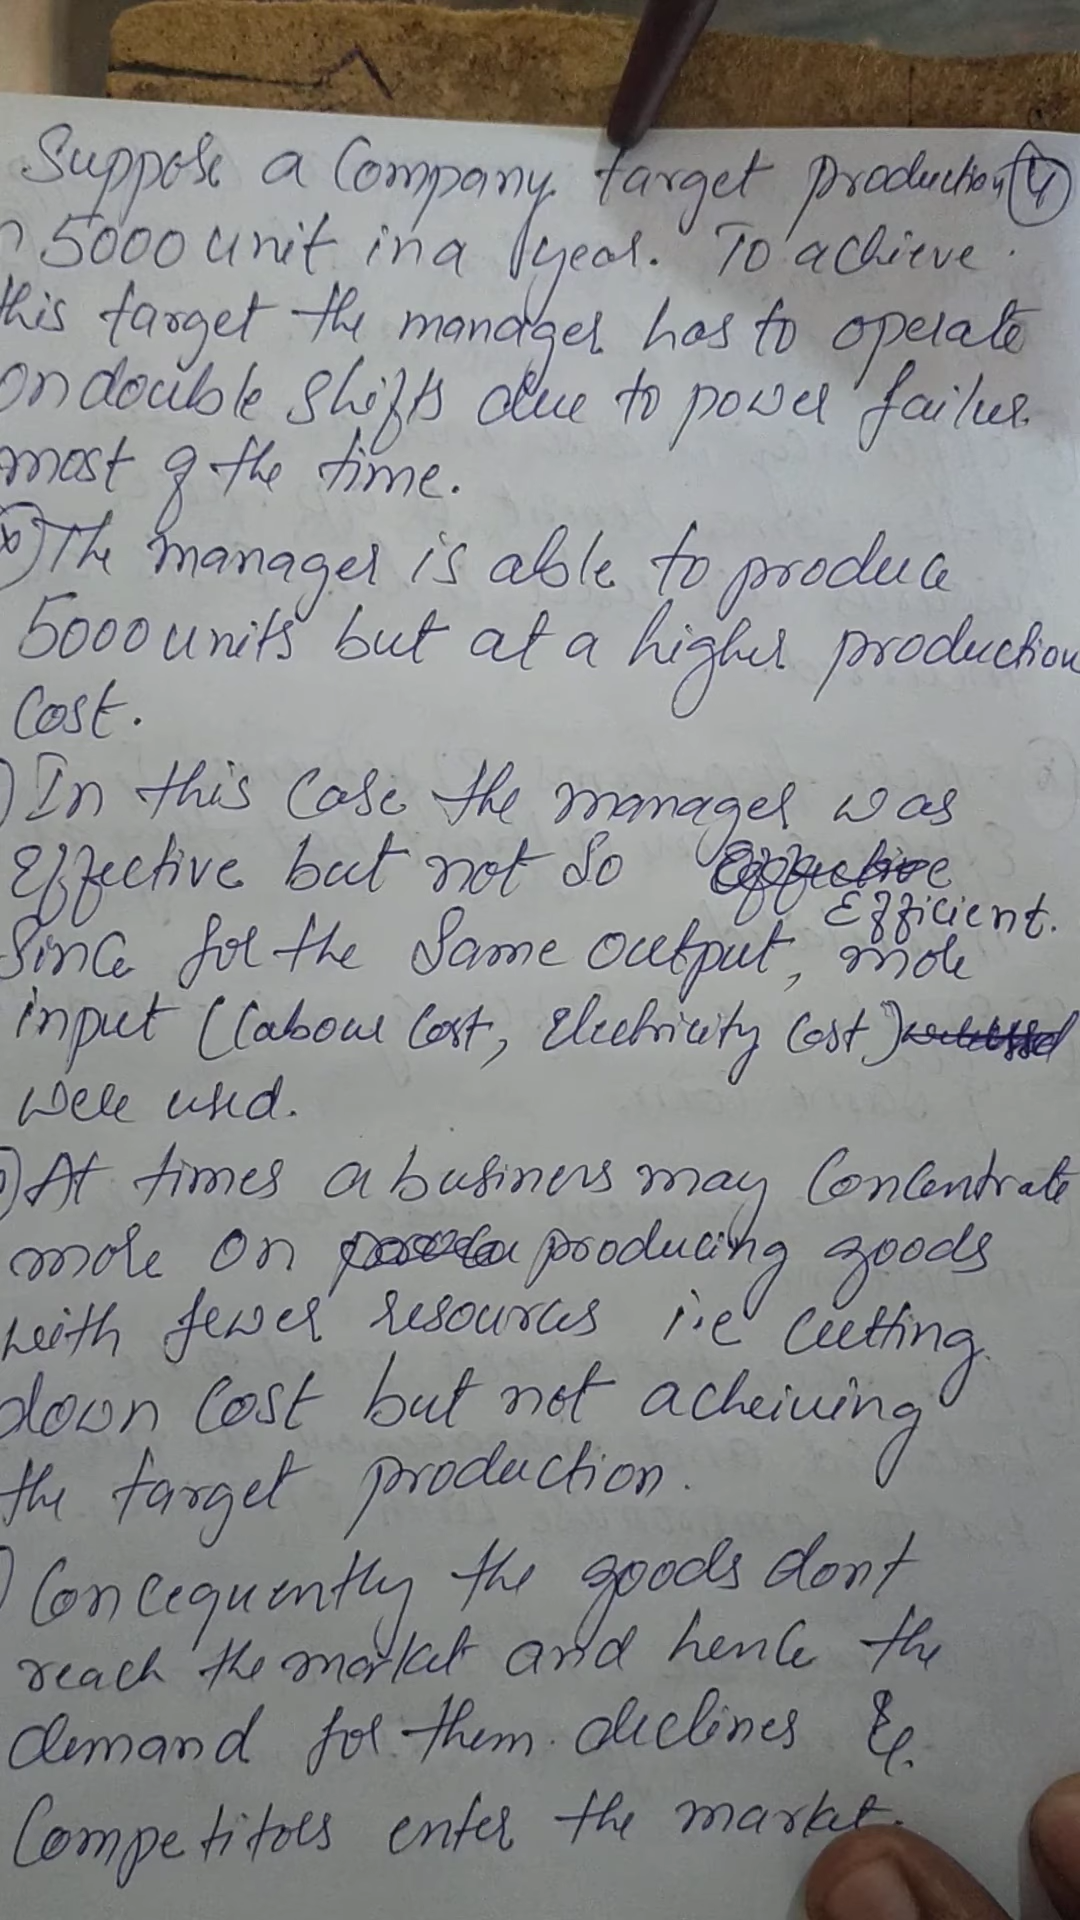 Suppose a Company target production (4)
5000 unit in a year. To achieve
this target the manager has to operate
on double shifts due to power failure
most of the time.
The manager is able to produce
5000 units but at a higher production
Cost.
In this Case the manager was
Effective but not So
Efficient.
Since for the Same output, more
input (labour Cost, Electricity Cost)
were used.
At times a business may Concentrate
more on producing goods
with fewer resources i.e Cutting
down Cost but not acheiving
the target production.
Concequently the goods dont
reach the market and hence the
demand for them declines &
Competitors enter the market.